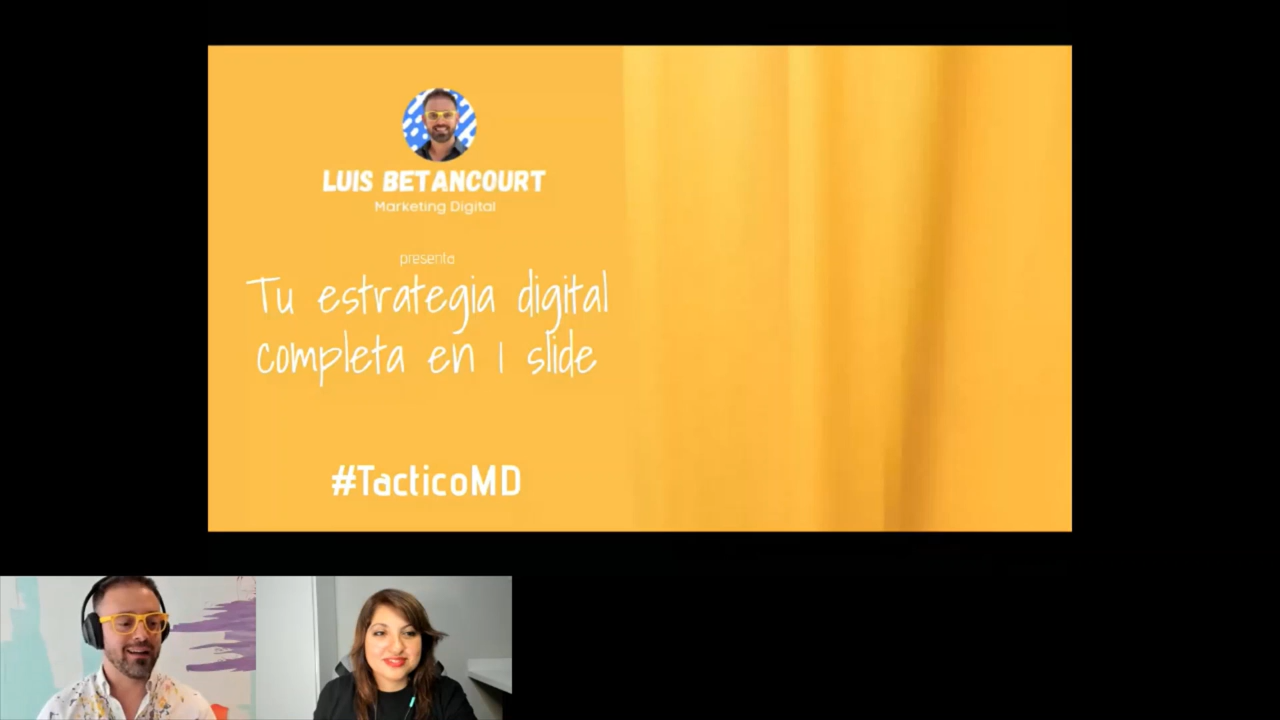 LUIS BETANCOURT
Marketing Digital
presenta
Tu estrategia digital
completa en 1 slide
#TacticoMD